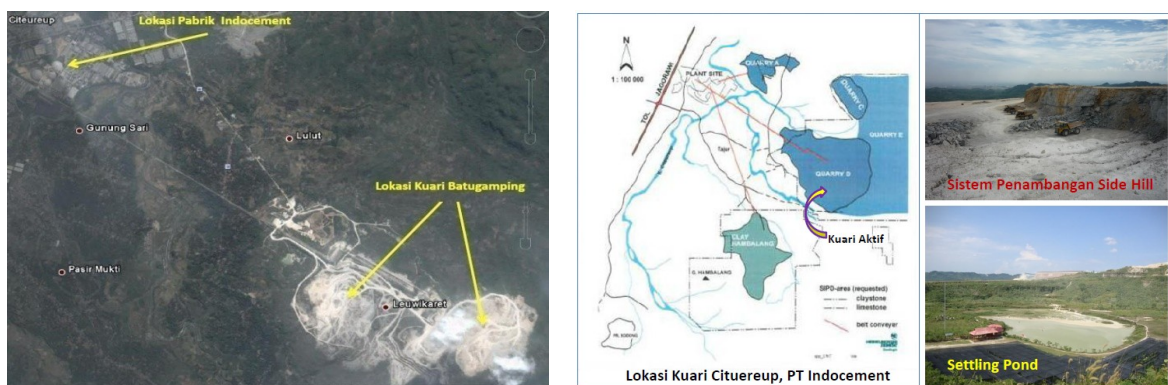 Citeureup
Lokasi Pabrik Indocement
Gunung Sari
Lulut
Lokasi Kuari Batugamping
Pasir Mukti
Leuwikaret
N
1 : 100 000
TOL JAGORAWI
PLANT SITE
QUARRY A
QUARRY C
QUARRY E
Tajur
QUARRY D
Kuari Aktif
CLAY
HAMBALANG
G. HAMBALANG
SIPD-area (requested)
claystone
limestone
belt conveyer
Lokasi Kuari Cituereup, PT Indocement
Sistem Penambangan Side Hill
Settling Pond